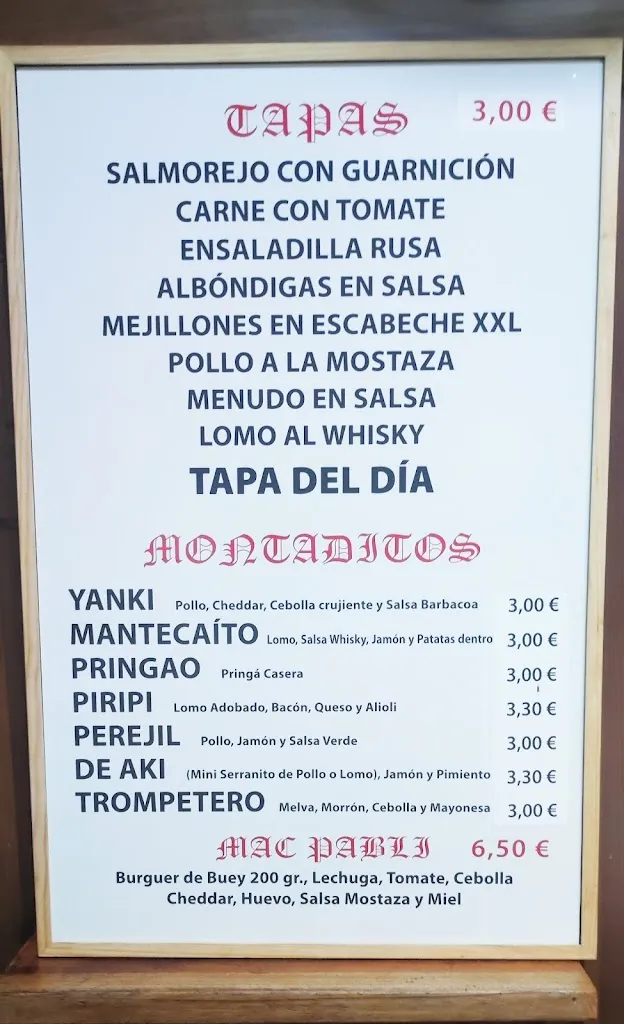 TAPAS 3,00 €
SALMOREJO CON GUARNICIÓN
CARNE CON TOMATE
ENSALADILLA RUSA
ALBÓNDIGAS EN SALSA
MEJILLONES EN ESCABECHE XXL
POLLO A LA MOSTAZA
MENUDO EN SALSA
LOMO AL WHISKY
TAPA DEL DÍA
MONTADITOS
YANKI Pollo, Cheddar, Cebolla crujiente y Salsa Barbacoa 3,00 €
MANTECAÍTO Lomo, Salsa Whisky, Jamón y Patatas dentro 3,00 €
PRINGAO Pringá Casera 3,00 €
PIRIPI Lomo Adobado, Bacón, Queso y Alioli 3,30 €
PEREJIL Pollo, Jamón y Salsa Verde 3,00 €
DE AKI (Mini Serranito de Pollo o Lomo), Jamón y Pimiento 3,30 €
TROMPETERO Melva, Morrón, Cebolla y Mayonesa 3,00 €
MAC PABLI 6,50 €
Burguer de Buey 200 gr., Lechuga, Tomate, Cebolla
Cheddar, Huevo, Salsa Mostaza y Miel